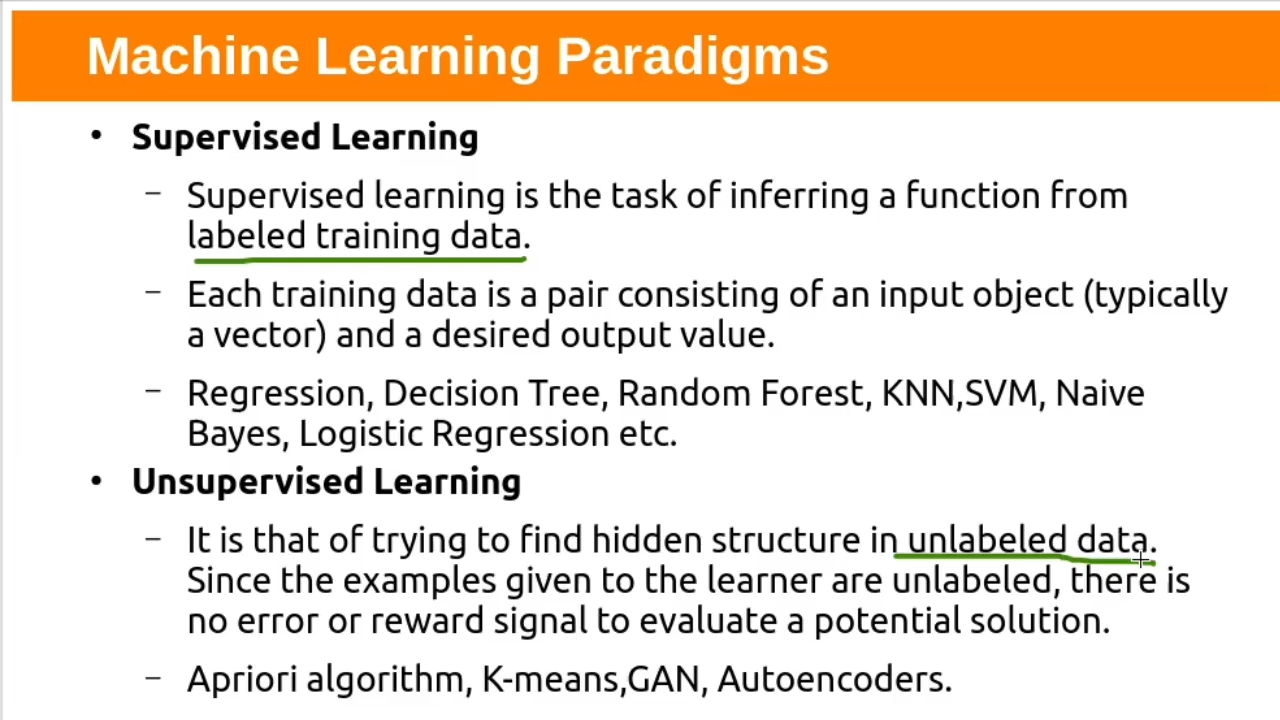 Machine Learning Paradigms
• Supervised Learning
– Supervised learning is the task of inferring a function from
labeled training data.
– Each training data is a pair consisting of an input object (typically
a vector) and a desired output value.
– Regression, Decision Tree, Random Forest, KNN,SVM, Naive
Bayes, Logistic Regression etc.
• Unsupervised Learning
– It is that of trying to find hidden structure in unlabeled data.
Since the examples given to the learner are unlabeled, there is
no error or reward signal to evaluate a potential solution.
– Apriori algorithm, K-means,GAN, Autoencoders.